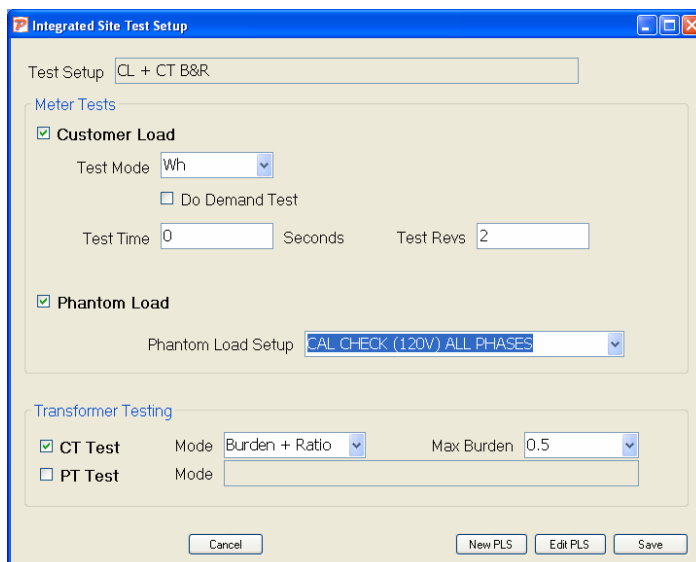 Integrated Site Test Setup
Test Setup CL + CT B&R
Meter Tests
Customer Load
Test Mode Wh
Do Demand Test
Test Time 0 Seconds Test Revs 2
Phantom Load
Phantom Load Setup CAL CHECK (120V) ALL PHASES
Transformer Testing
CT Test Mode Burden + Ratio Max Burden 0.5
PT Test Mode
Cancel New PLS Edit PLS Save